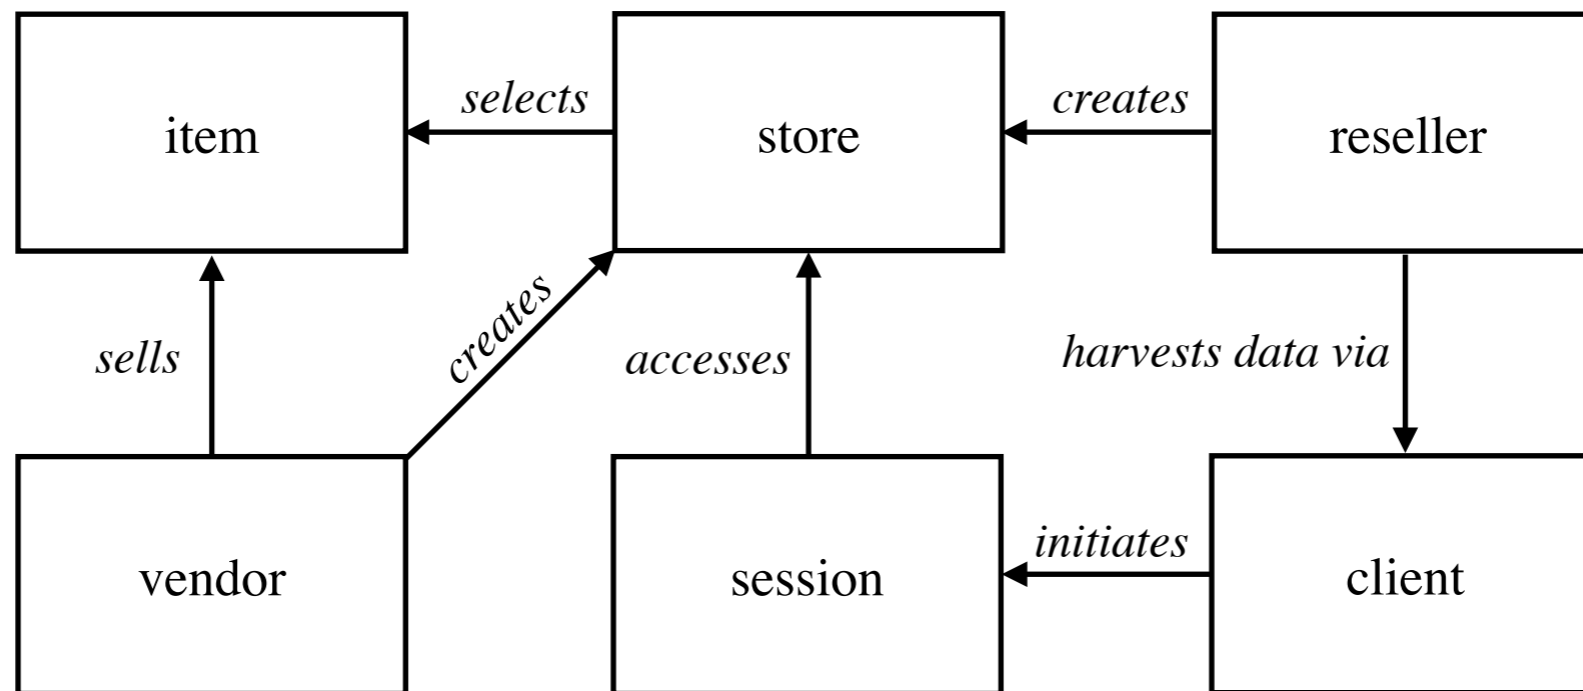 selects
creates
item
store
reseller
creates
sells
accesses
harvests data via
initiates
vendor
session
client